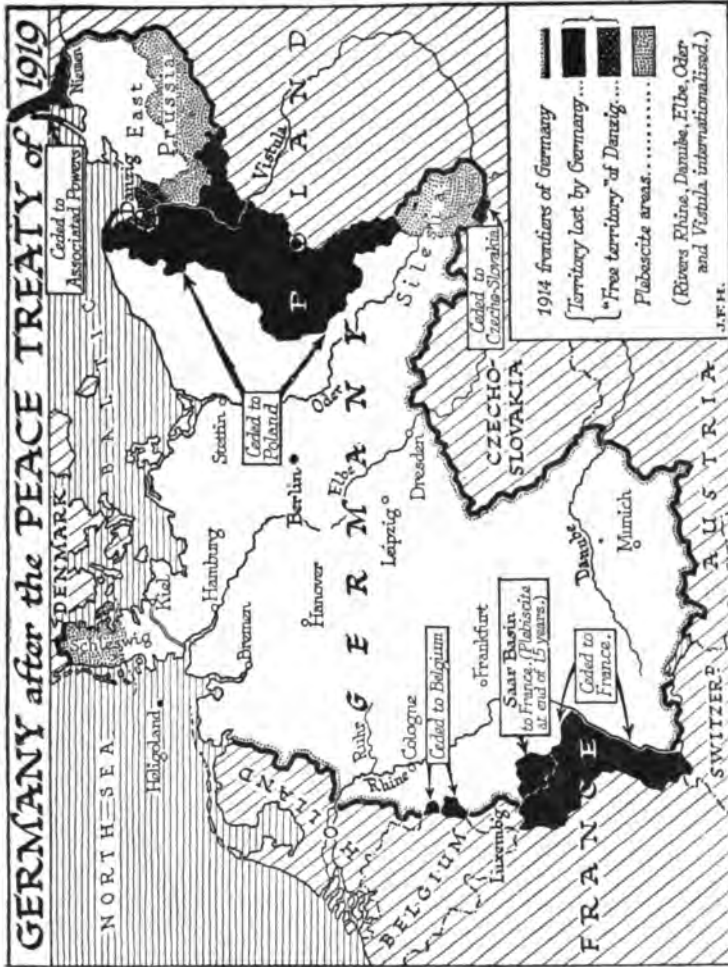 GERMANY after the PEACE TREATY of 1919
NORTH SEA
DENMARK
BALTIC
Heligoland
Schleswig
Kiel
Hamburg
Bremen
Hanover
Stettin
Berlin
Ceded to
Associated Powers
Niemen
Danzig
East
Prussia
Vistula
POLAND
Ceded to
Poland
Oder
Elbe
Silesia
HOLLAND
Ruhr
Rhine
Cologne
GERMANY
Leipzig
Dresden
BELGIUM
Ceded to Belgium
Luxembig
Frankfurt
Saar Basin
to France. (Plebiscite
at end of 15 years.)
Ceded to
France.
FRANCE
Danube
Munich
CZECHO-
SLOVAKIA
Ceded to
Czecho-Slovakia
SWITZERD
AUSTRIA
1914 frontiers of Germany
Territory lost by Germany...
"Free territory" of Danzig....
Plebescite areas..........
(Rivers Rhine, Danube, Elbe, Oder
and Vistula internationalised.)
J.F.H.